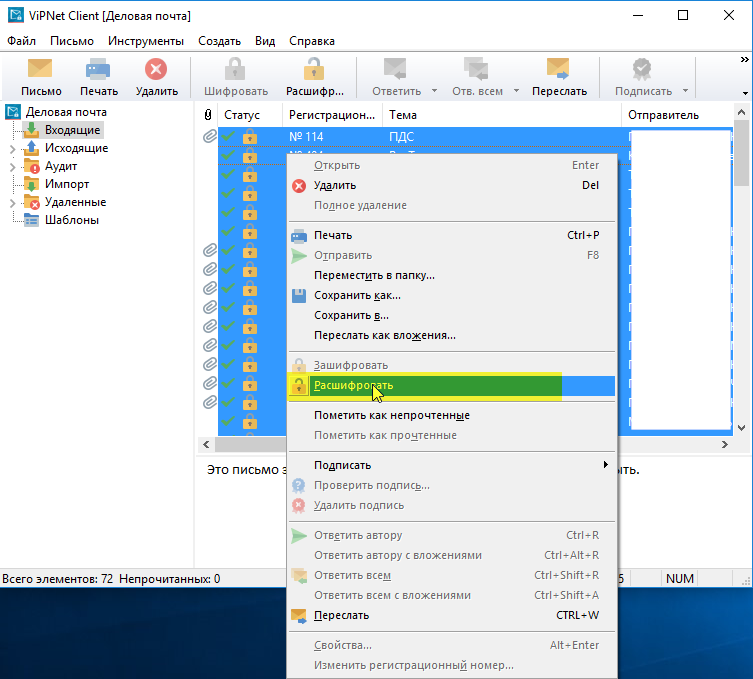 ViPNet Client [Деловая почта]
Файл Письмо Инструменты Создать Вид Справка
Письмо Печать Удалить Шифровать Расшифр... Ответить Отв. всем Переслать Подписать
Деловая почта
Входящие
Исходящие
Аудит
Импорт
Удаленные
Шаблоны
Статус Регистрацион... Тема Отправитель
№ 114 ПДС
Открыть Enter
Удалить Del
Полное удаление
Печать Ctrl+P
Отправить F8
Переместить в папку...
Сохранить как...
Сохранить в...
Переслать как вложения...
Зашифровать
Расшифровать
Пометить как непрочтенные
Пометить как прочтенные
Подписать
Проверить подпись...
Удалить подпись
Ответить автору Ctrl+R
Ответить автору с вложениями Ctrl+Alt+R
Ответить всем Ctrl+Shift+R
Ответить всем с вложениями Ctrl+Shift+A
Переслать CTRL+W
Свойства... Alt+Enter
Изменить регистрационный номер...
Это письмо
Всего элементов: 72 Непрочитанных: 0
NUM